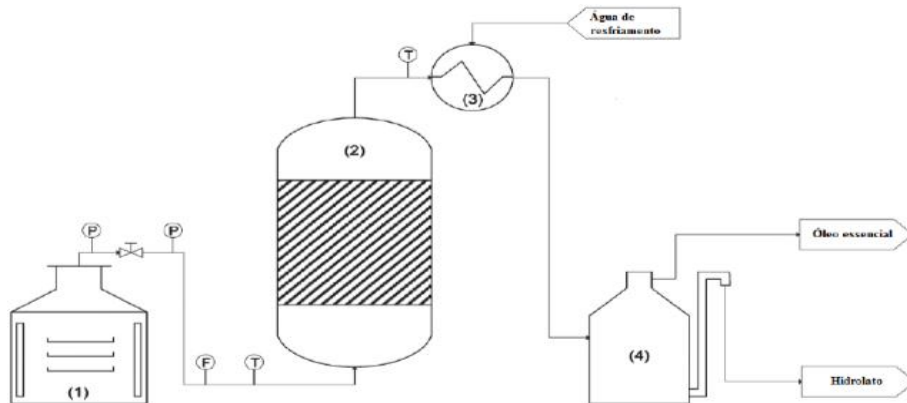 Água de
resfriamento
T
(3)
(2)
P
P
Óleo essencial
(4)
F
T
(1)
Hidrolato